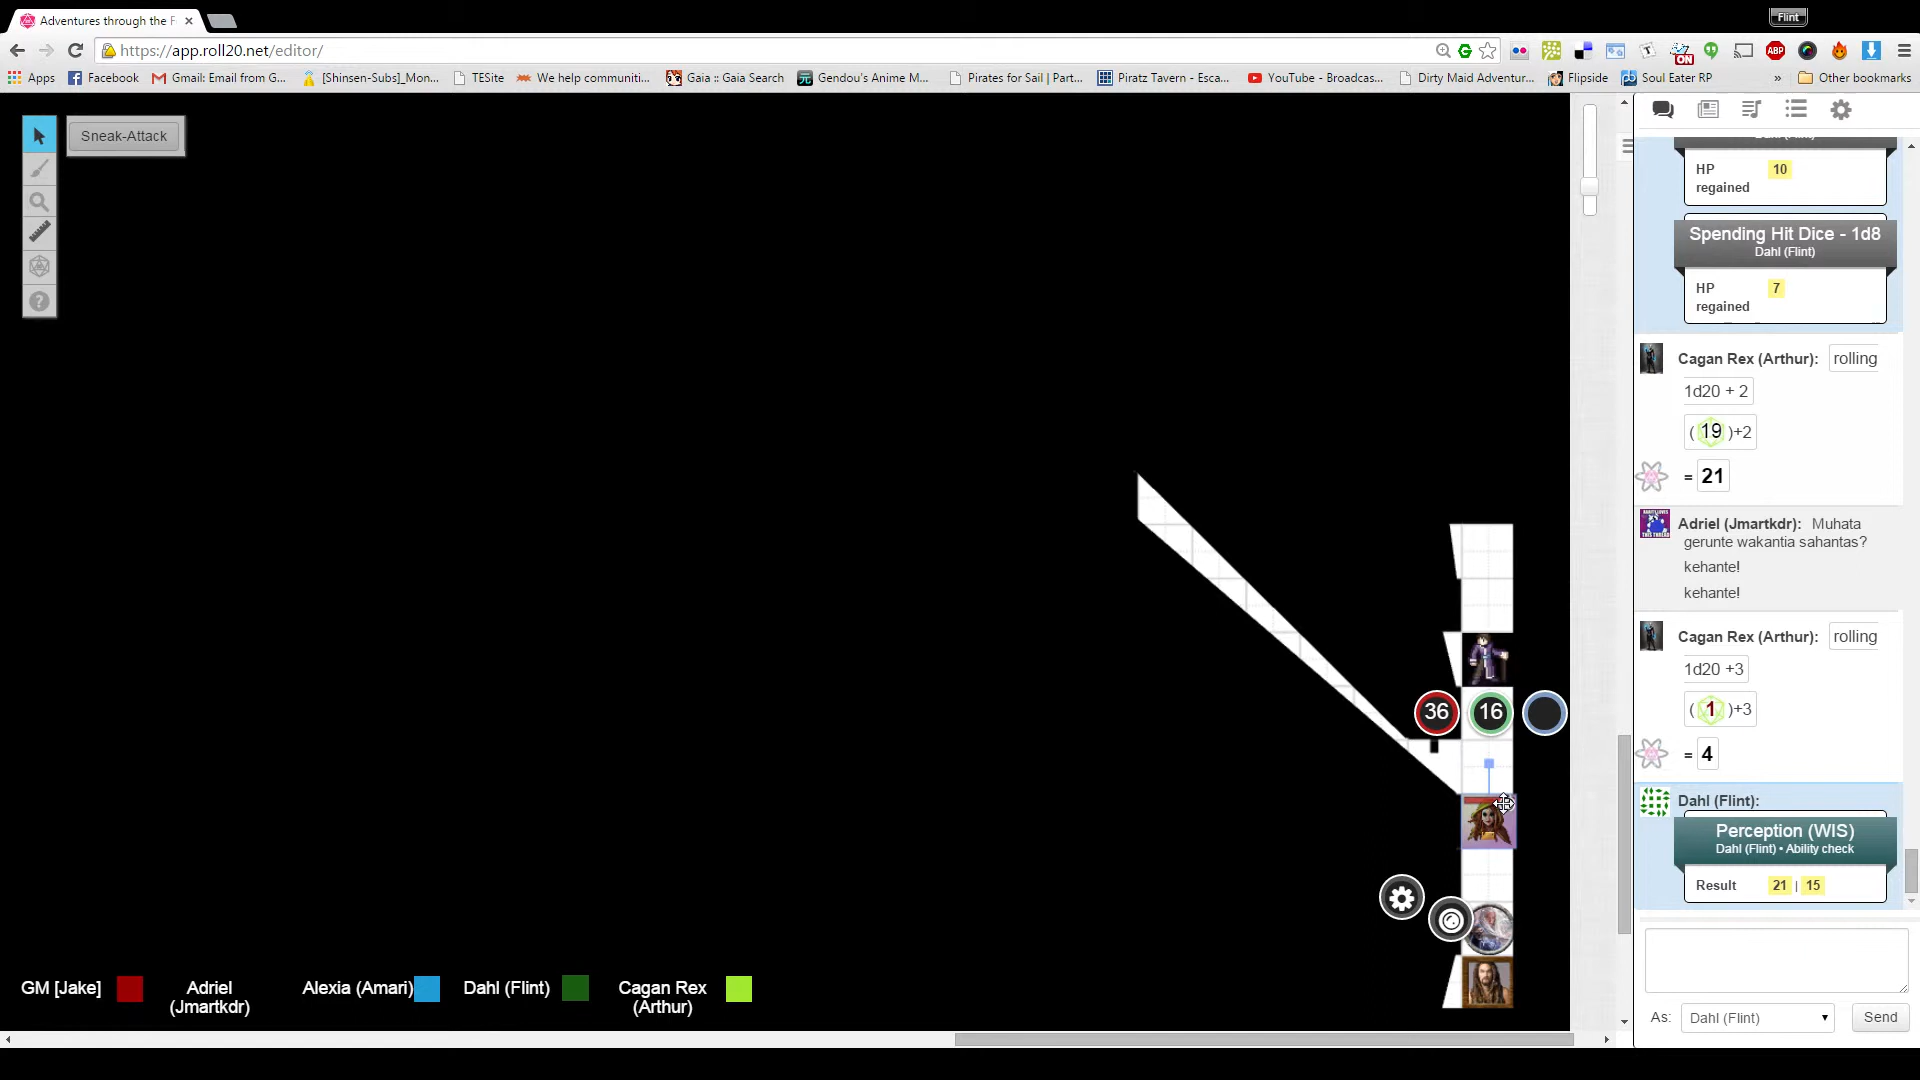 Adventures through the F
Flint
https://app.roll20.net/editor/
ABP
ON
Apps
Facebook
Gmail: Email from G...
[Shinsen-Subs]_Mon...
TESite
We help communiti...
Gaia :: Gaia Search
Gendou's Anime M...
Pirates for Sail | Part...
Piratz Tavern - Esca...
YouTube - Broadcas...
Dirty Maid Adventur...
Flipside
Soul Eater RP
»
Other bookmarks
Sneak-Attack
HP
regained
10
Spending Hit Dice - 1d8
Dahl (Flint)
HP
regained
7
Cagan Rex (Arthur): rolling
1d20 + 2
(19)+2
= 21
Adriel (Jmartkdr): Muhata
gerunte wakantia sahantas?
kehante!
kehante!
Cagan Rex (Arthur): rolling
1d20 +3
(1)+3
= 4
Dahl (Flint):
Perception (WIS)
Dahl (Flint) • Ability check
Result 21 | 15
36
16
GM [Jake]
Adriel
(Jmartkdr)
Alexia (Amari)
Dahl (Flint)
Cagan Rex
(Arthur)
As: Dahl (Flint)
Send